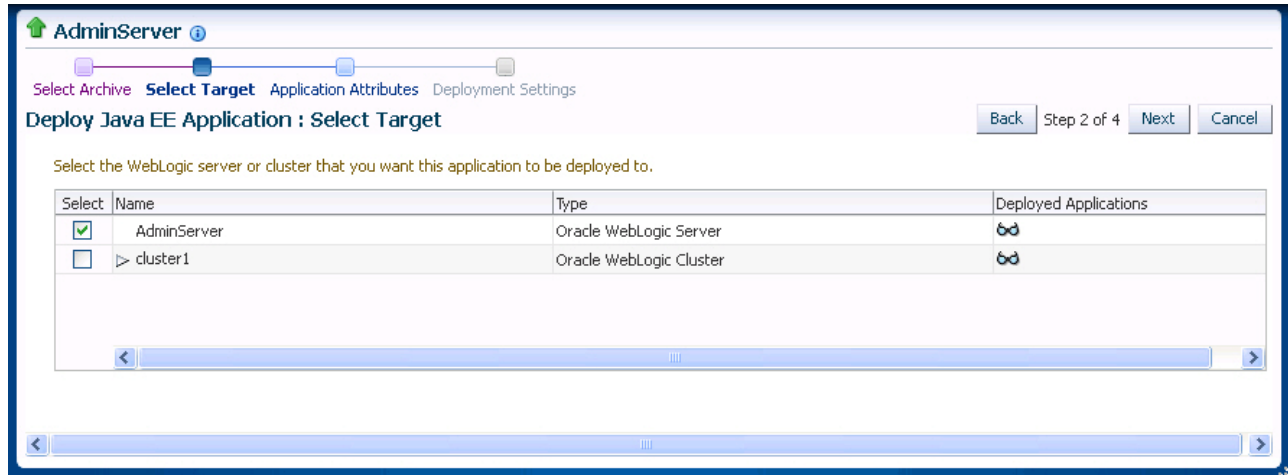 AdminServer
Select Archive Select Target Application Attributes Deployment Settings
Deploy Java EE Application : Select Target
Back Step 2 of 4 Next Cancel
Select the WebLogic server or cluster that you want this application to be deployed to.
Select Name Type Deployed Applications
AdminServer Oracle WebLogic Server
cluster1 Oracle WebLogic Cluster